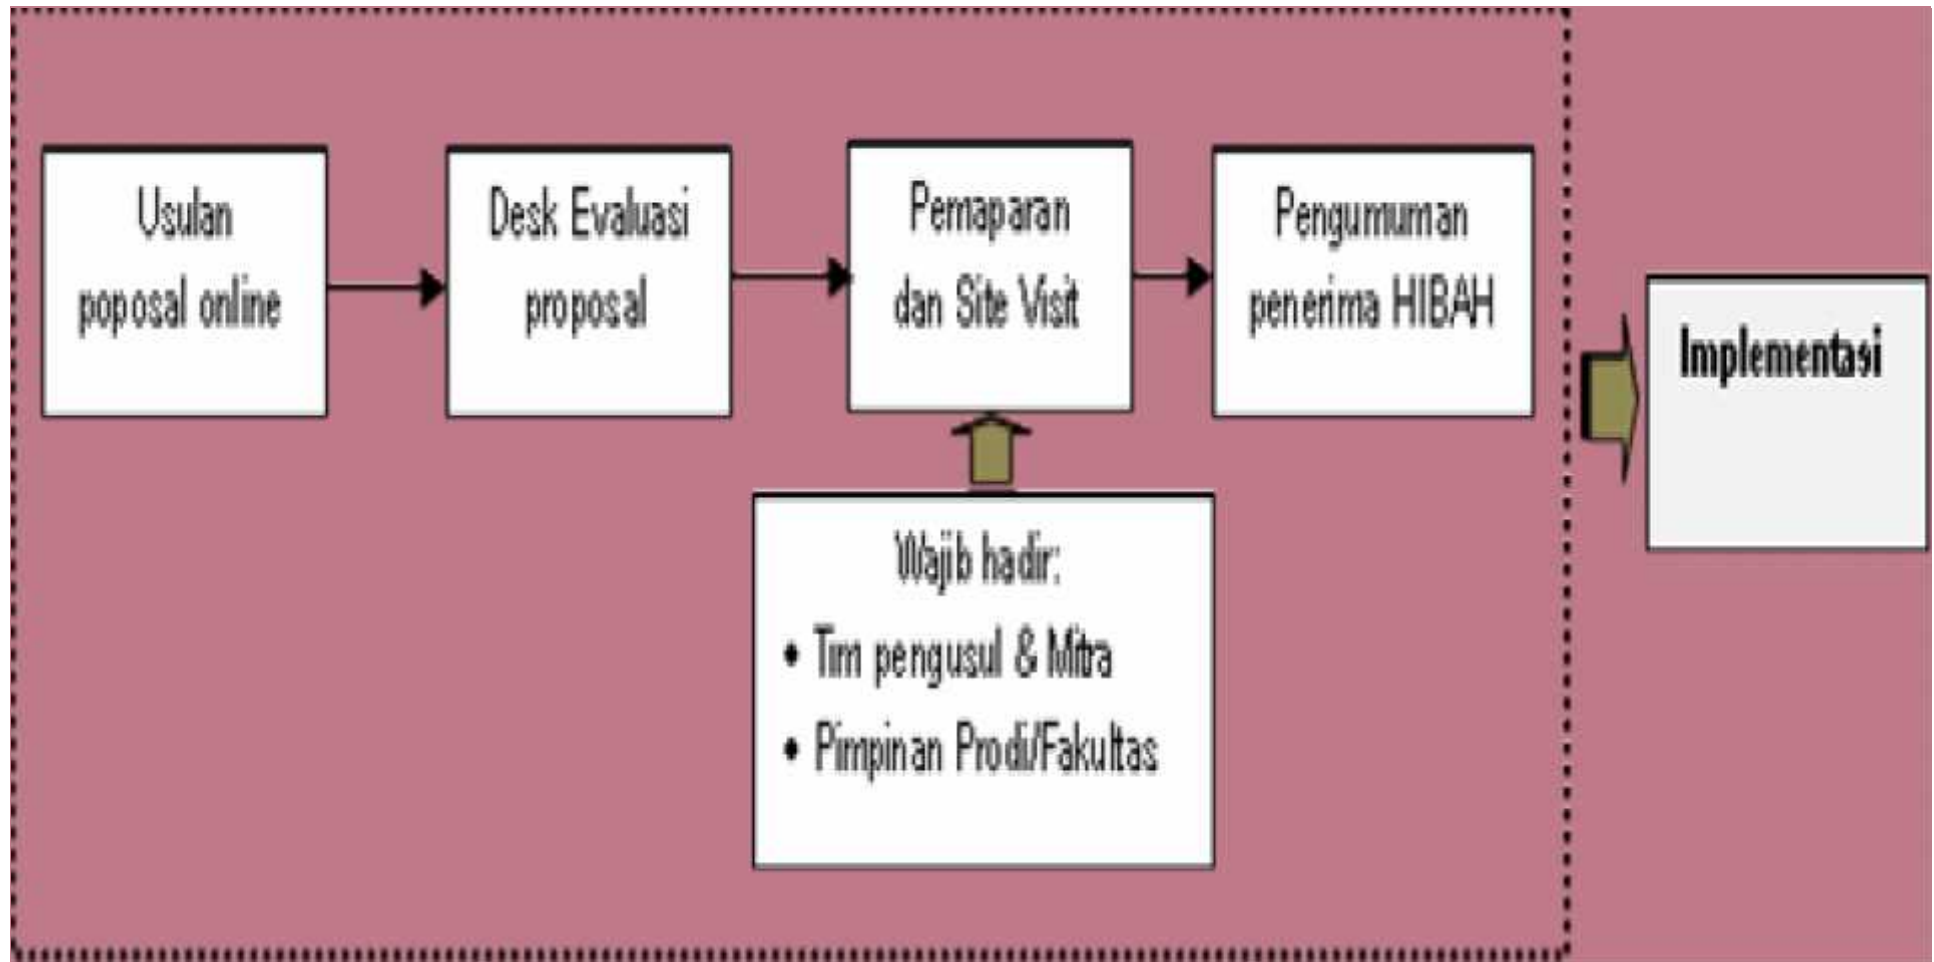 Usulan
poposal online
Desk Evaluasi
proposal
Pemaparan
dan Site Visit
Pengumuman
penerima HIBAH
Implementasi
Wajib hadir:
• Tim pengusul & Mitra
• Pimpinan Prodi/Fakultas